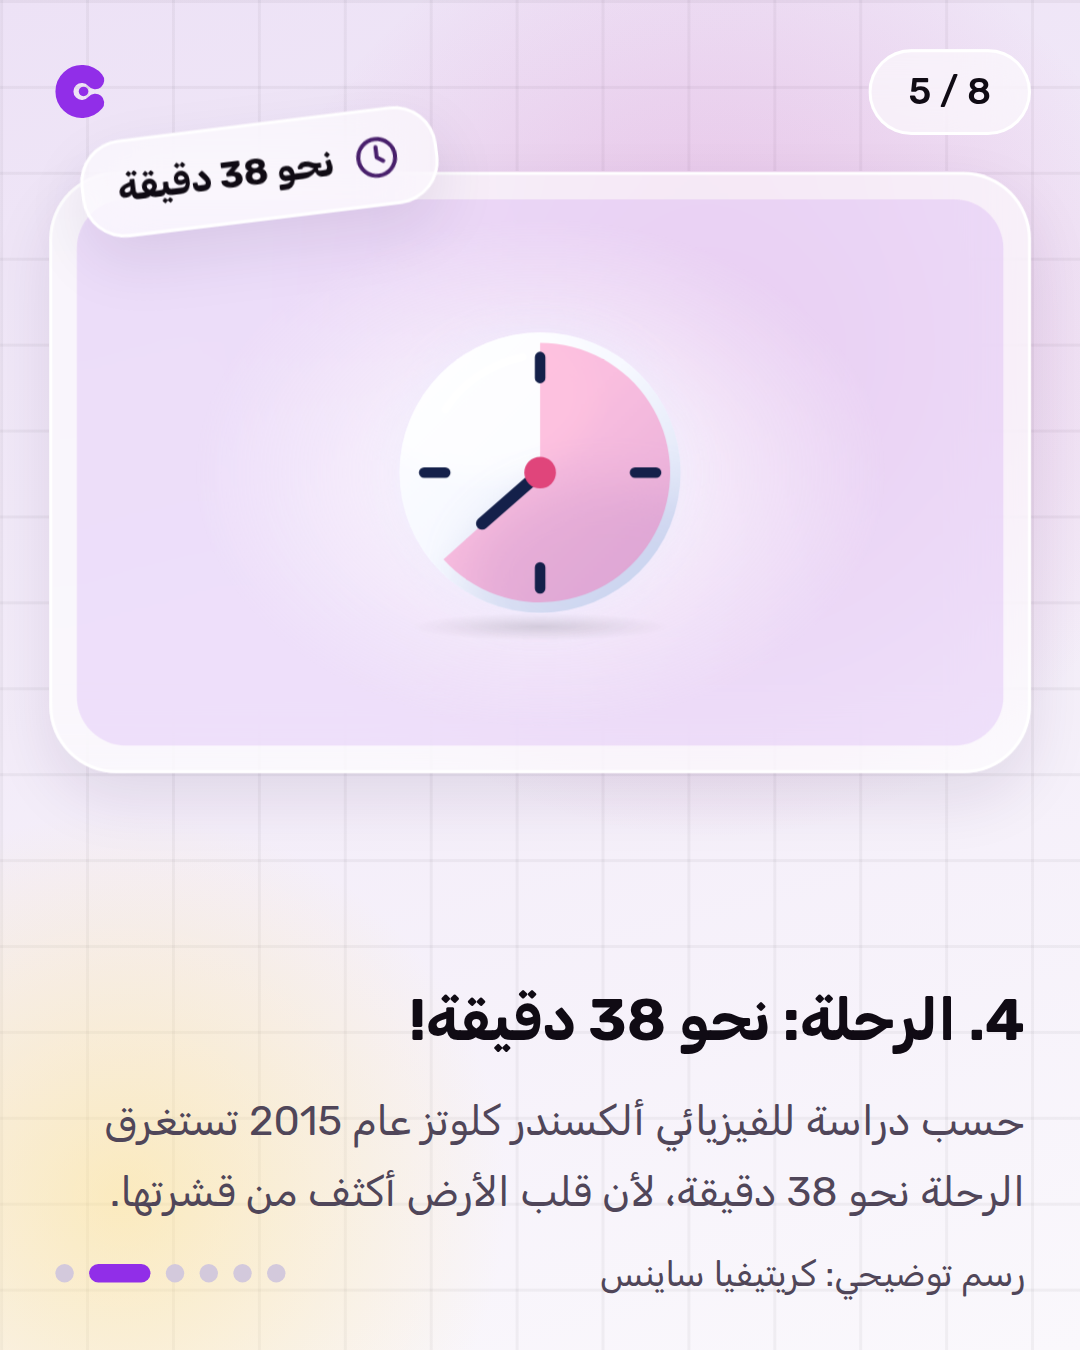 5 / 8
نحو 38 دقيقة
4. الرحلة: نحو 38 دقيقة!
حسب دراسة للفيزيائي ألكسندر كلوتز عام 2015 تستغرق
الرحلة نحو 38 دقيقة، لأن قلب الأرض أكثف من قشرتها.
رسم توضيحي: كريتيفيا ساينس